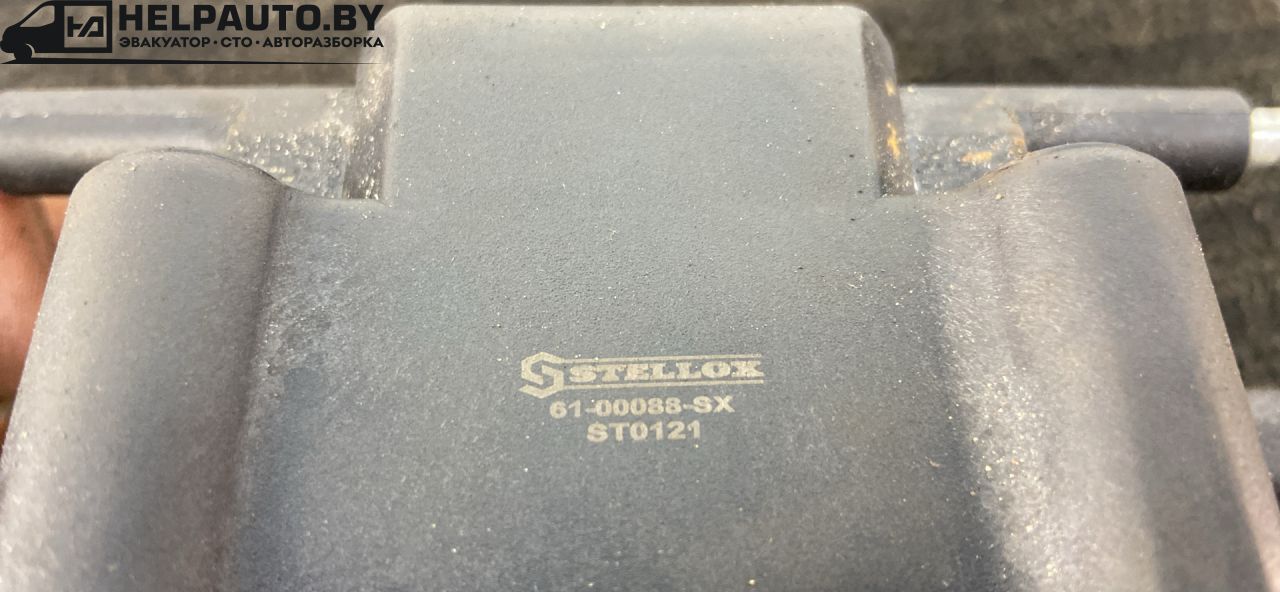 HELPAUTO.BY
ЭВАКУАТОР · СТО · АВТОРАЗБОРКА
STELLOX
61-00088-SX
ST0121